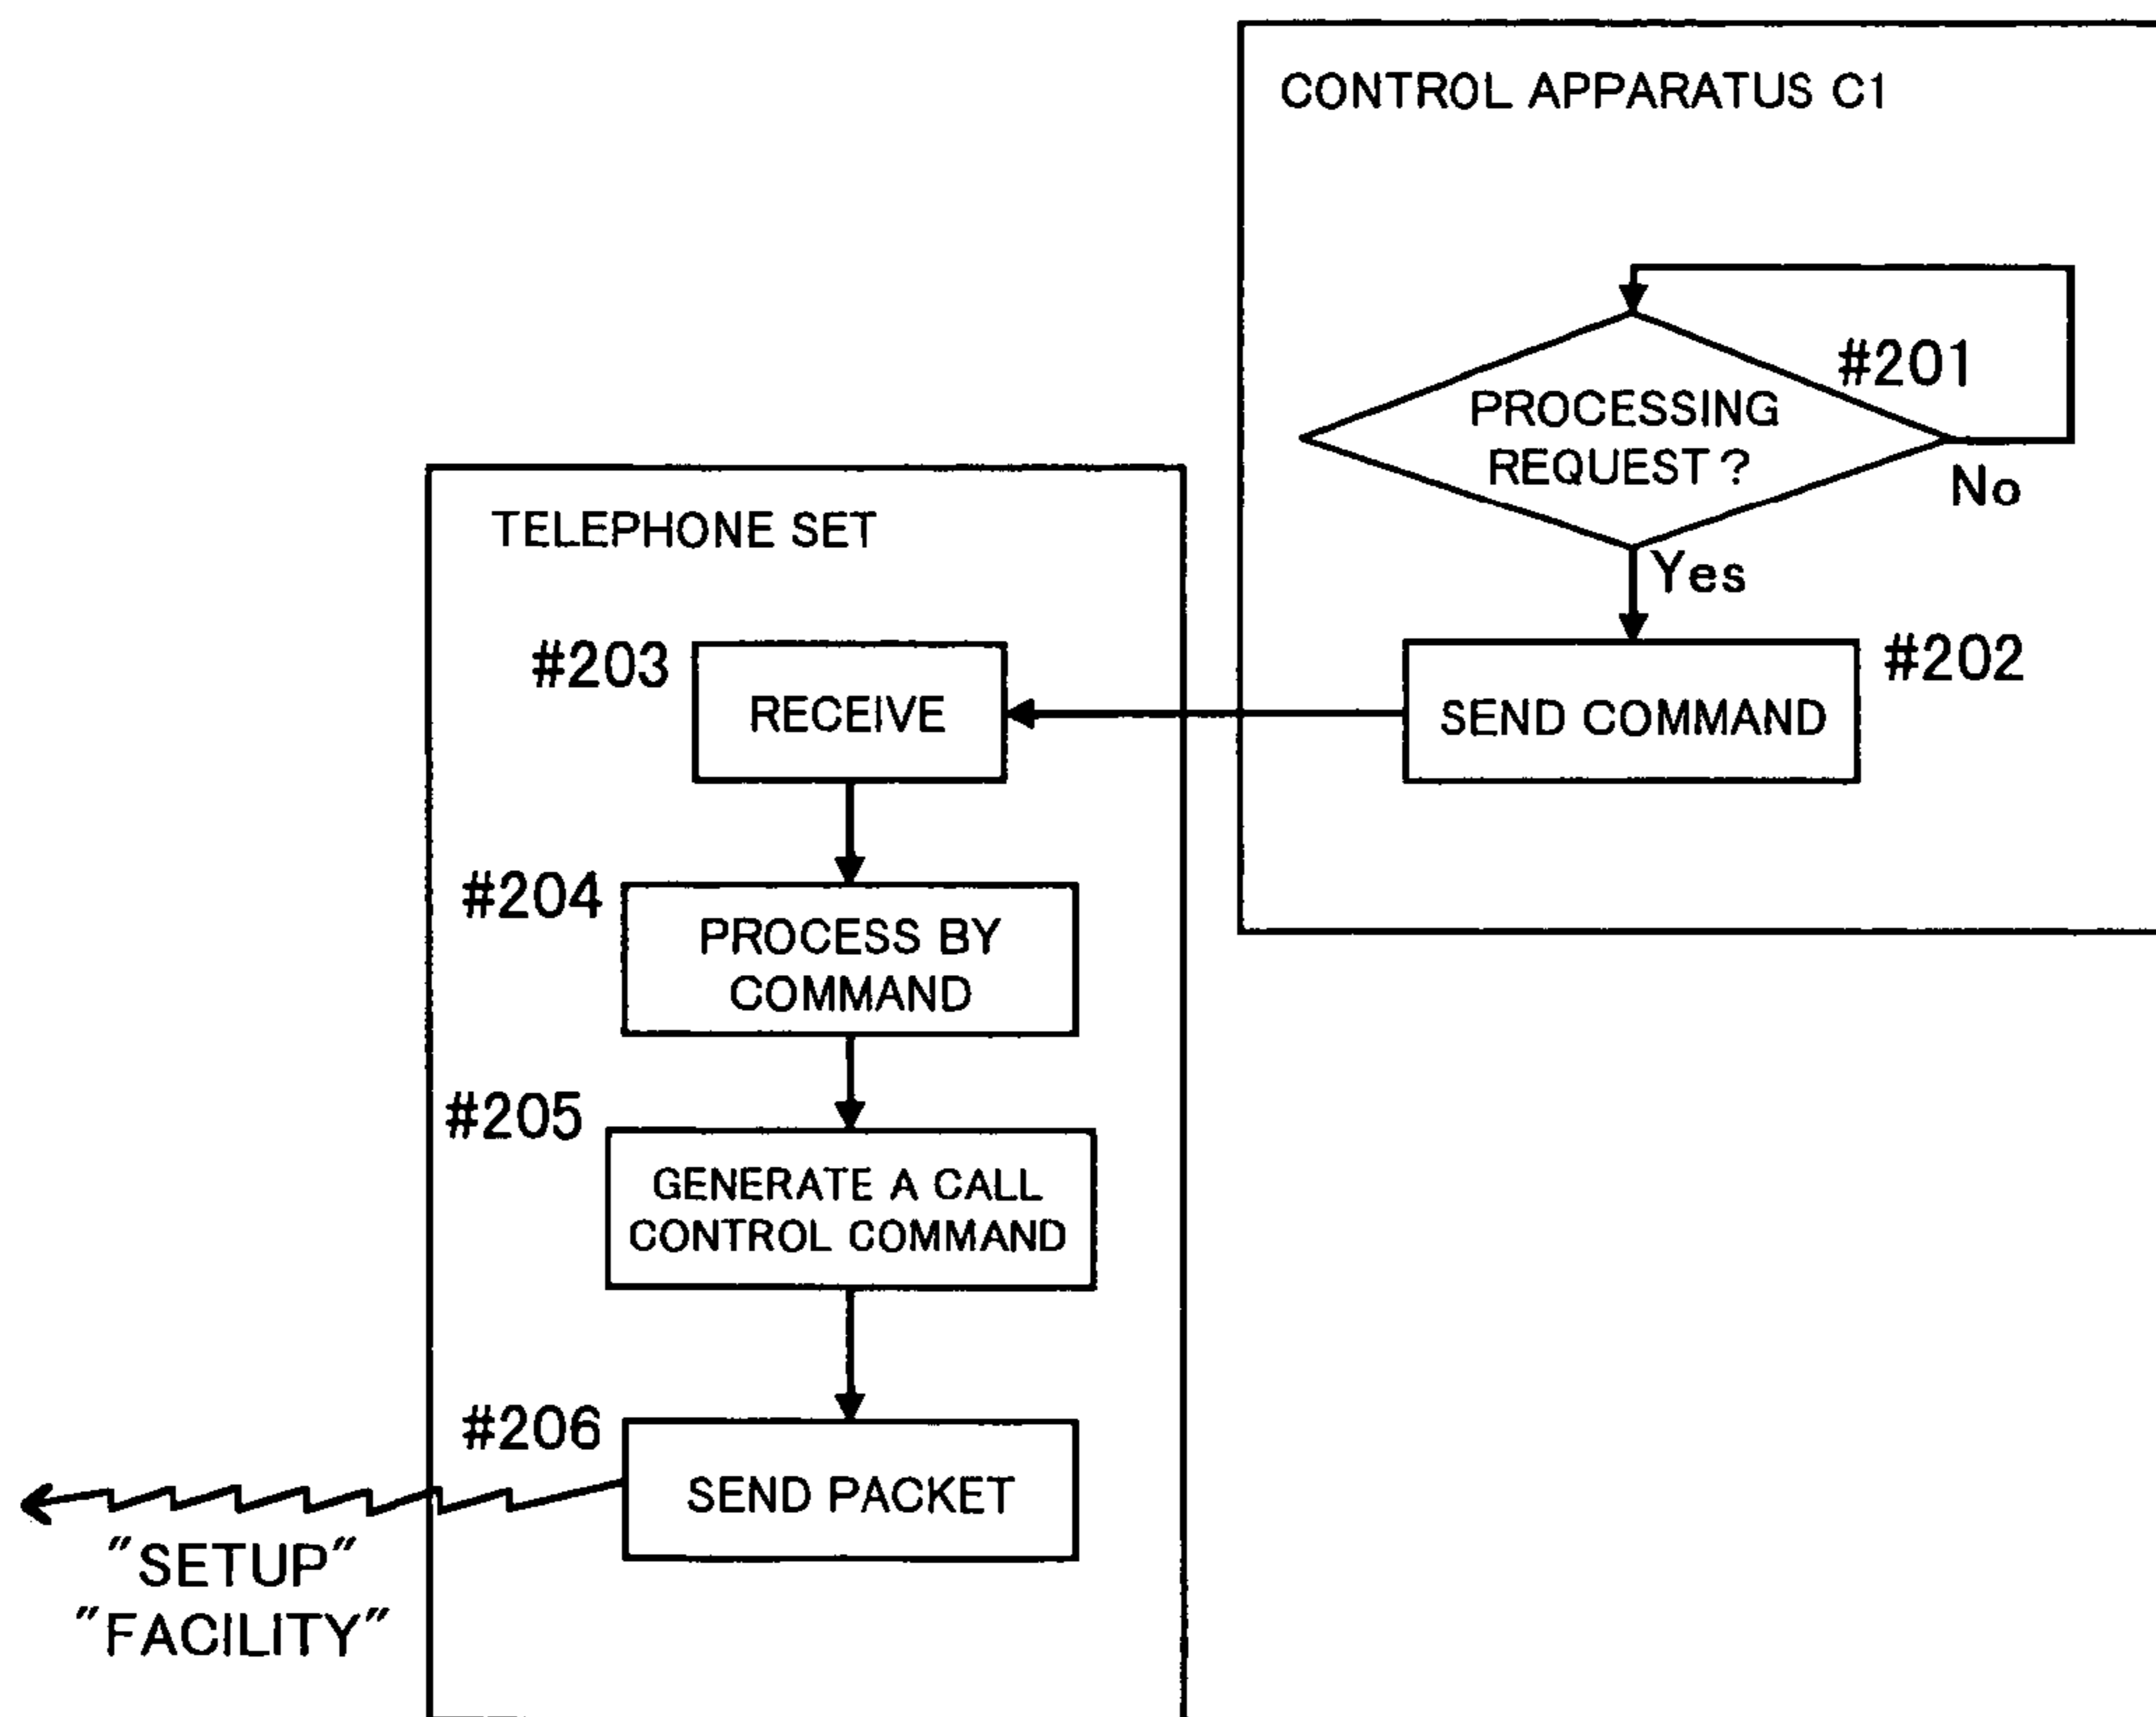 CONTROL APPARATUS C1
#201
PROCESSING
REQUEST?
No
Yes
#202
SEND COMMAND
TELEPHONE SET
#203
RECEIVE
#204
PROCESS BY
COMMAND
#205
GENERATE A CALL
CONTROL COMMAND
#206
SEND PACKET
"SETUP"
"FACILITY"